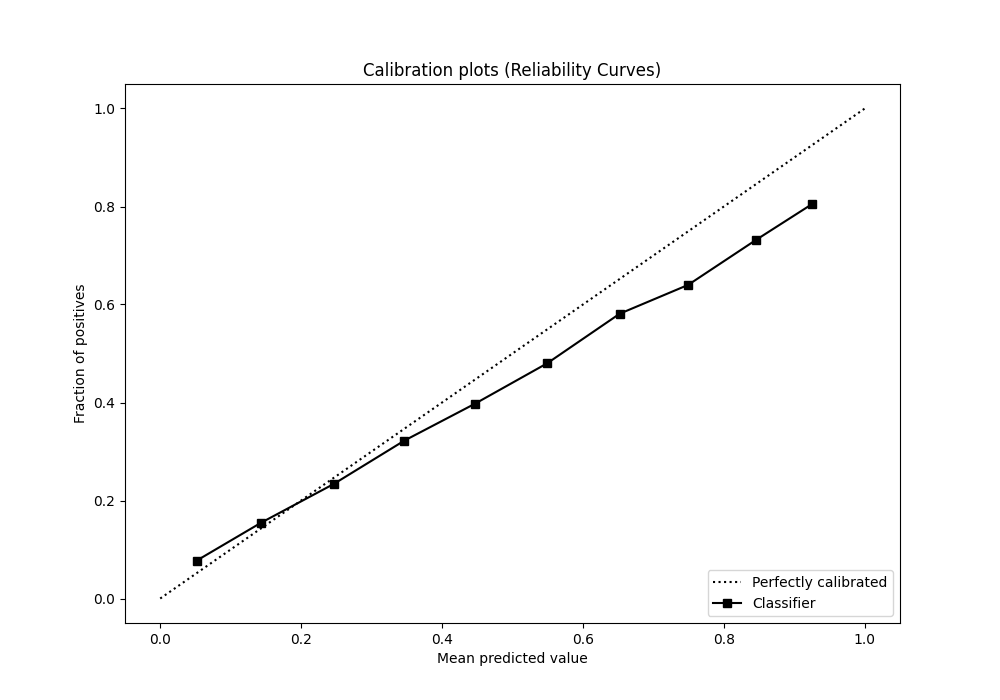 Calibration plots (Reliability Curves)
1.0
0.8
0.6
0.4
0.2
0.0
Fraction of positives
Perfectly calibrated
Classifier
0.0 0.2 0.4 0.6 0.8 1.0
Mean predicted value